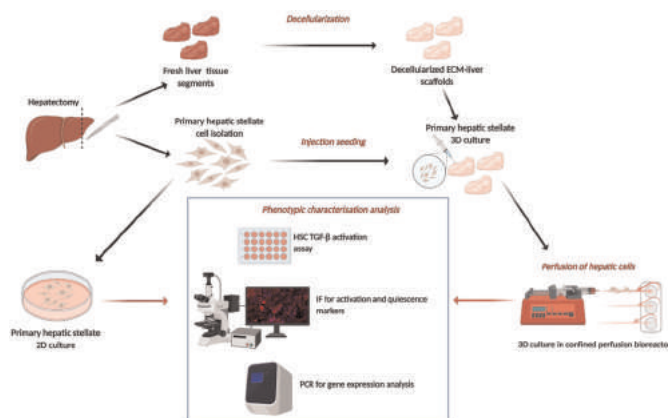 Decellularization
Fresh liver tissue
segments
Decellularized ECM-liver
scaffolds
Hepatectomy
Primary hepatic stellate
cell isolation
Injection seeding
Primary hepatic stellate
3D culture
Phenotypic characterisation analysis
HSC TGF-β activation
assay
Perfusion of hepatic cells
IF for activation and quiescence
markers
Primary hepatic stellate
2D culture
3D culture in confined perfusion bioreacto
PCR for gene expression analysis